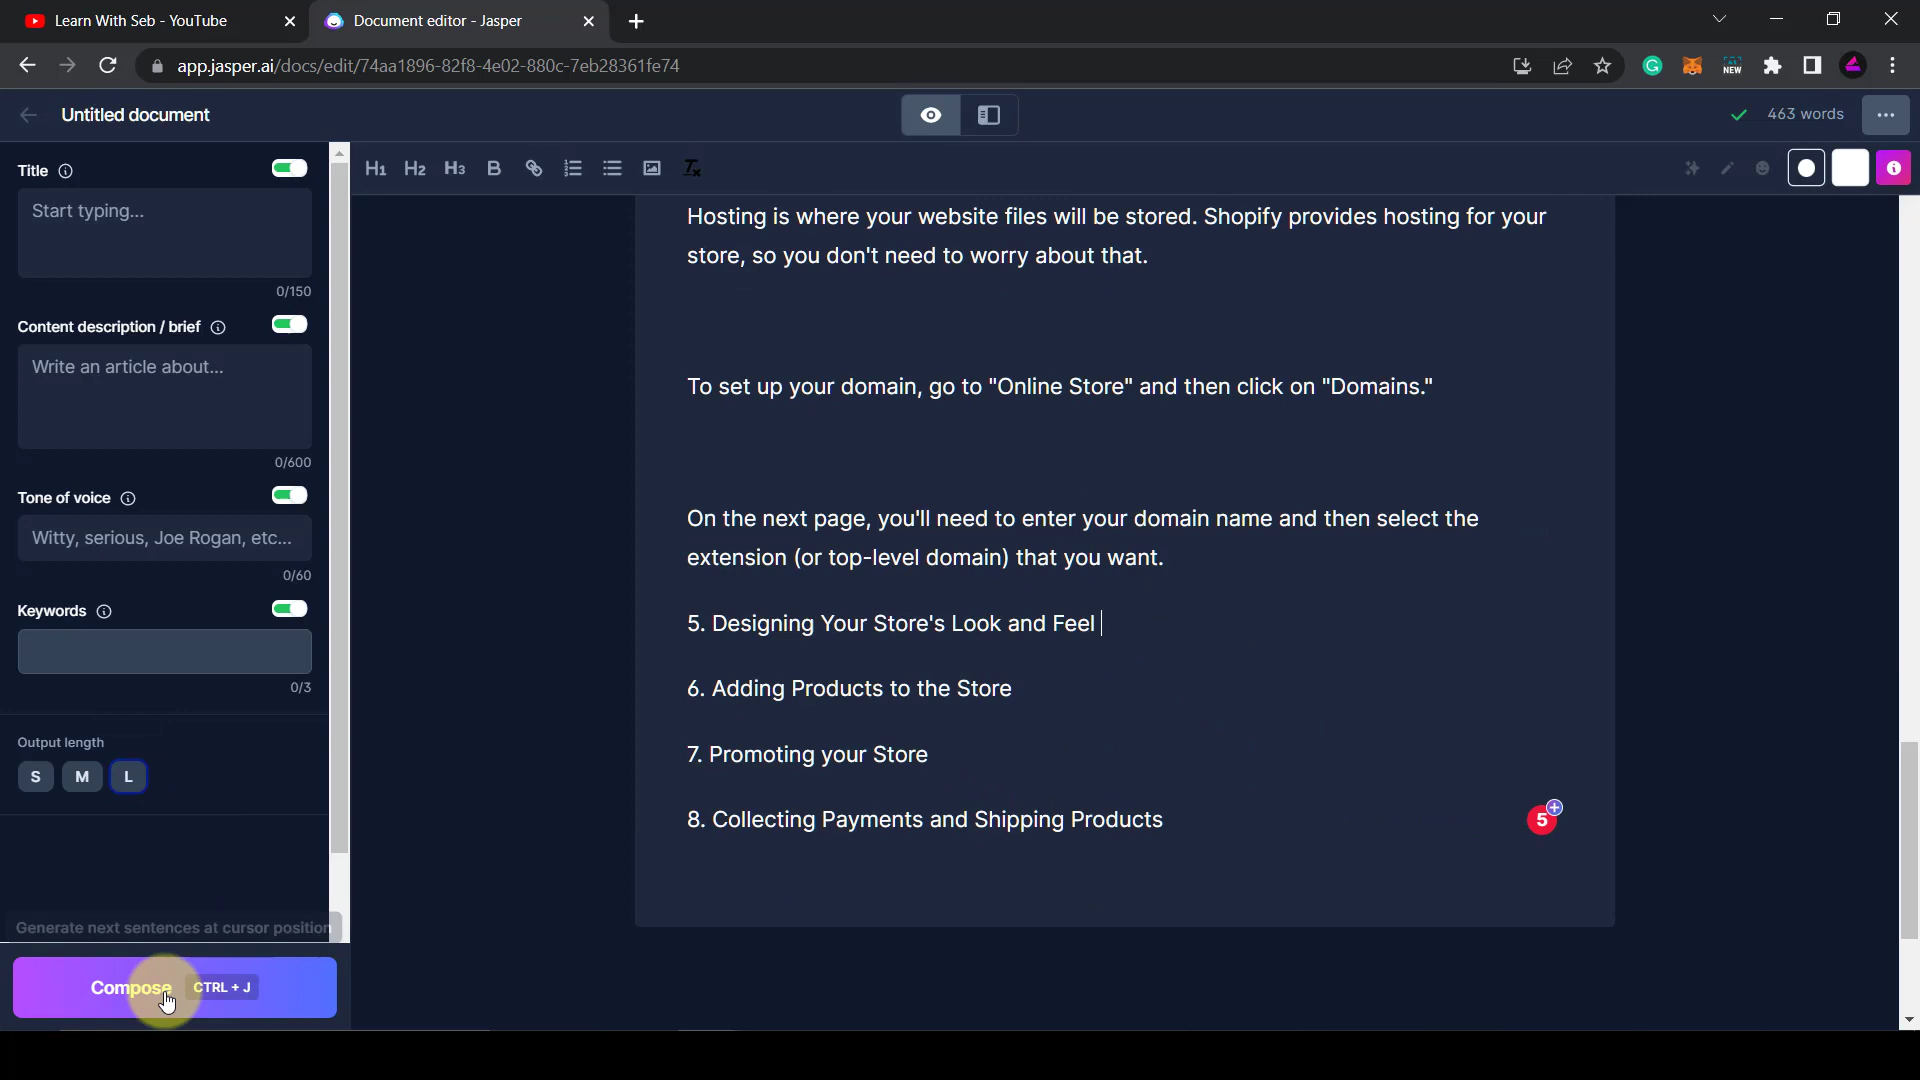 Learn With Seb - YouTube
Document editor - Jasper
app.jasper.ai/docs/edit/74aa1896-82f8-4e02-880c-7eb28361fe74
NEW
Untitled document
463 words
Title
Start typing...
0/150
Content description / brief
Write an article about...
0/600
Tone of voice
Witty, serious, Joe Rogan, etc...
0/60
Keywords
0/3
Output length
S M L
Generate next sentences at cursor position
Compose CTRL + J
H1 H2 H3 B
Hosting is where your website files will be stored. Shopify provides hosting for your
store, so you don't need to worry about that.
To set up your domain, go to "Online Store" and then click on "Domains."
On the next page, you'll need to enter your domain name and then select the
extension (or top-level domain) that you want.
5. Designing Your Store's Look and Feel
6. Adding Products to the Store
7. Promoting your Store
8. Collecting Payments and Shipping Products
5